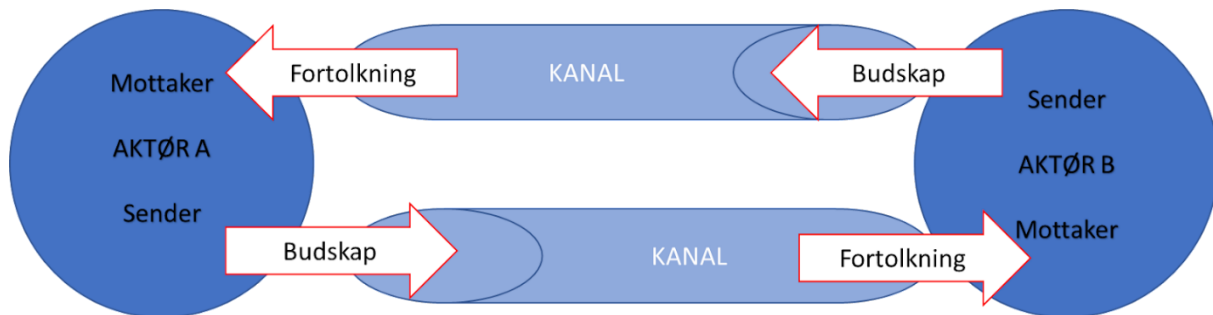 Mottaker
AKTØR A
Sender
Fortolkning
KANAL
Budskap
Budskap
KANAL
Fortolkning
Sender
AKTØR B
Mottaker